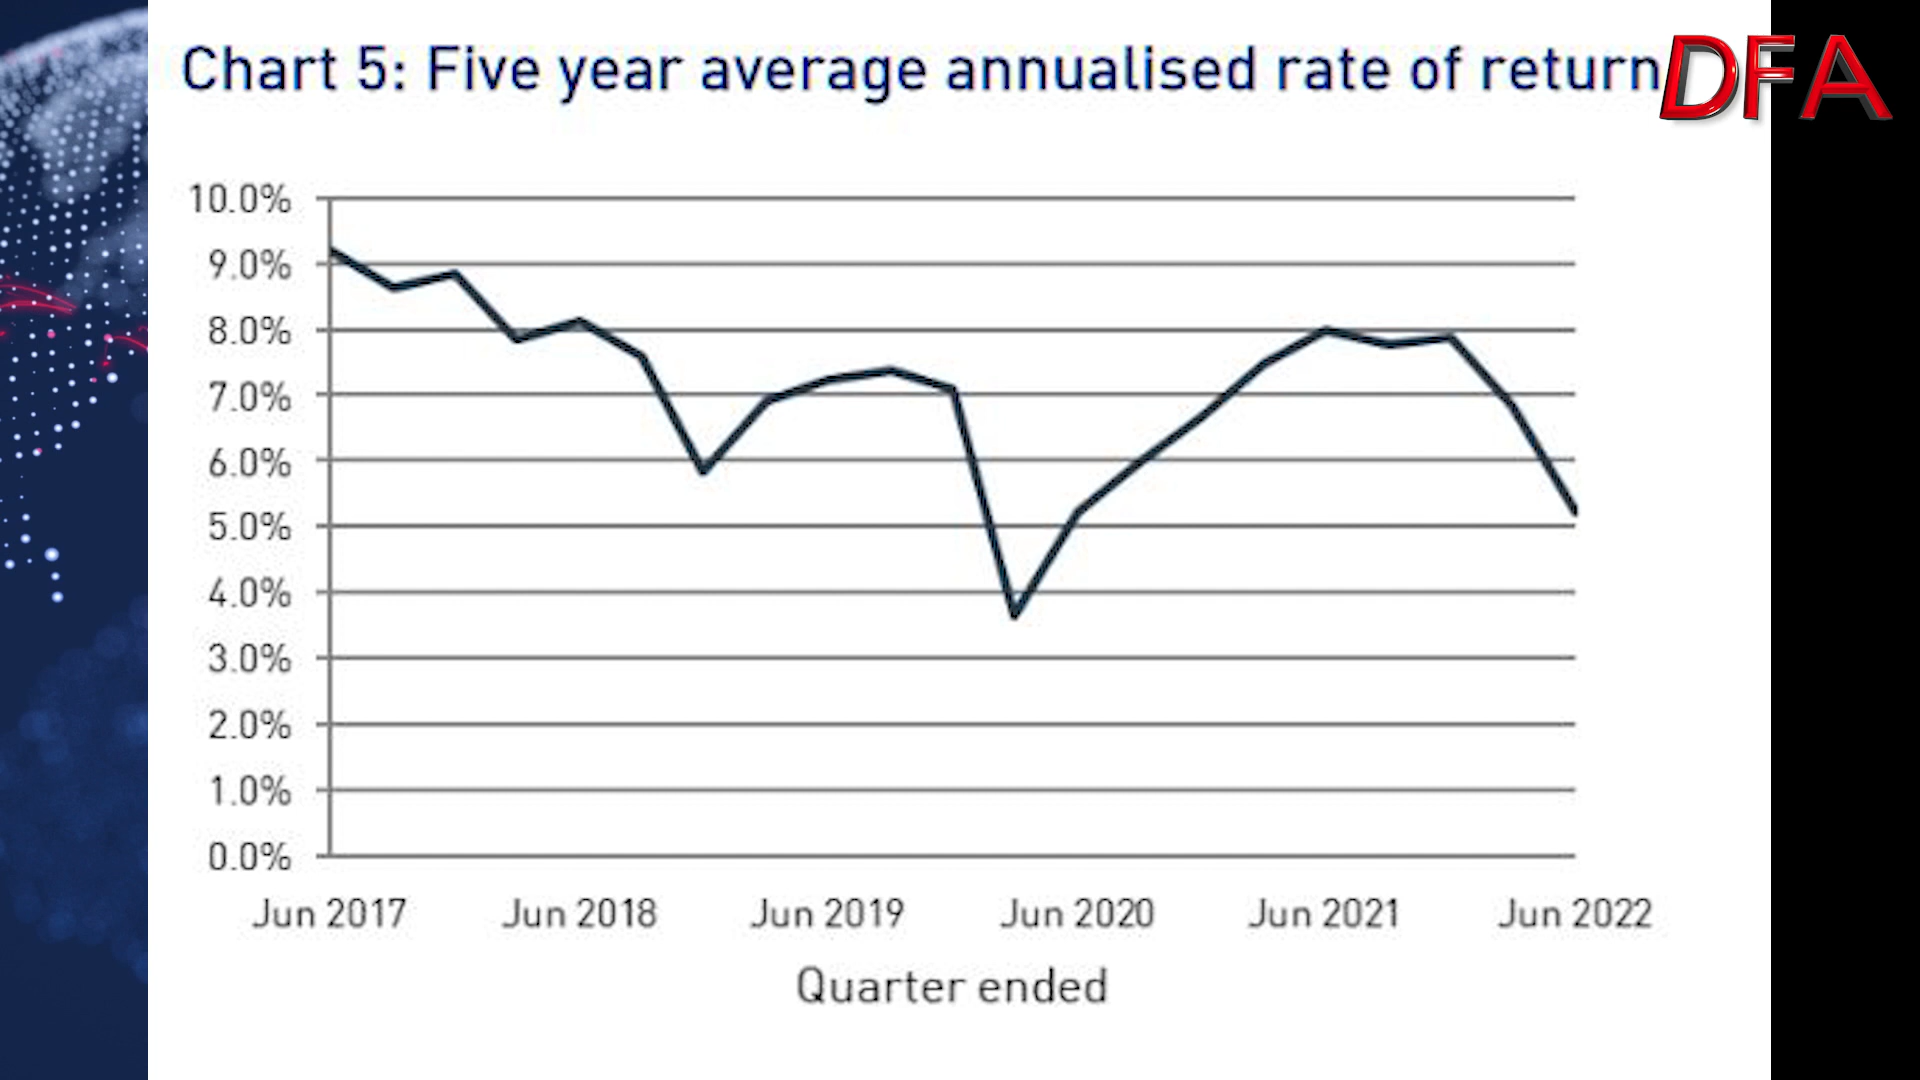 Chart 5: Five year average annualised rate of return
DFA
10.0%
9.0%
8.0%
7.0%
6.0%
5.0%
4.0%
3.0%
2.0%
1.0%
0.0%
Jun 2017 Jun 2018 Jun 2019 Jun 2020 Jun 2021 Jun 2022
Quarter ended